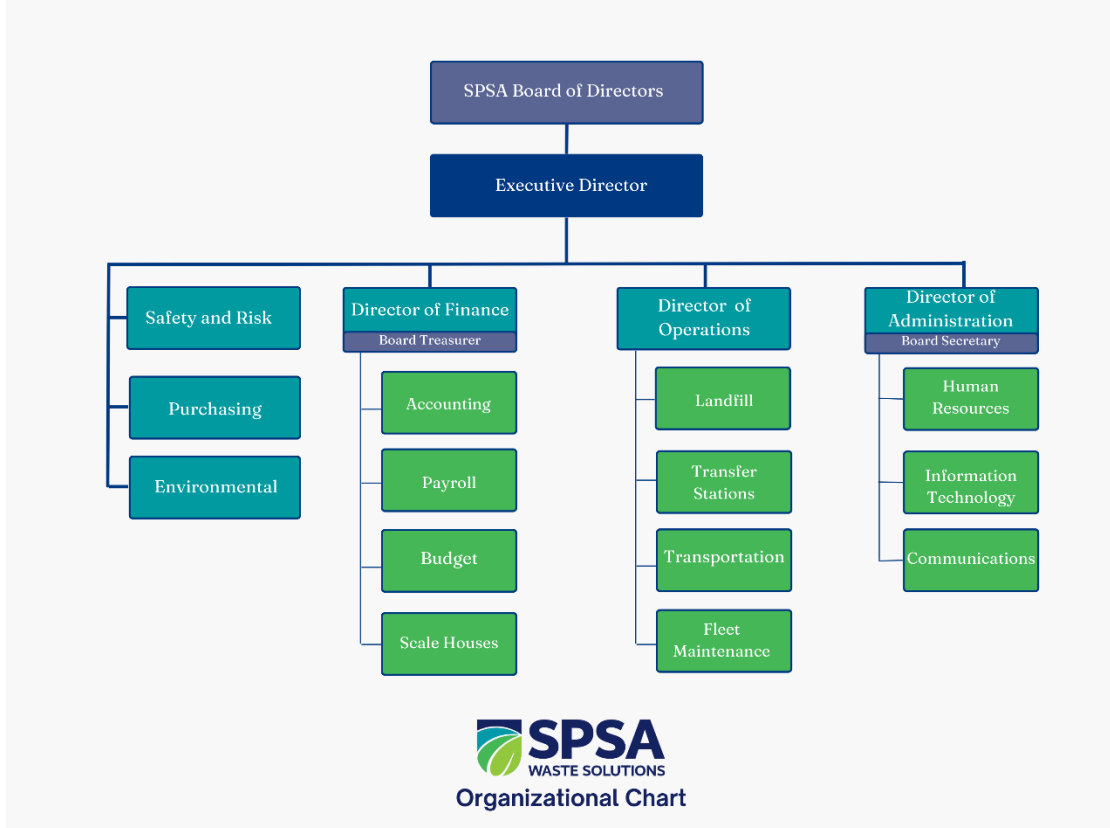 SPSA Board of Directors
Executive Director
Safety and Risk
Purchasing
Environmental
Director of Finance
Board Treasurer
Accounting
Payroll
Budget
Scale Houses
Director of
Operations
Landfill
Transfer
Stations
Transportation
Fleet
Maintenance
Director of
Administration
Board Secretary
Human
Resources
Information
Technology
Communications
SPSA
WASTE SOLUTIONS
Organizational Chart